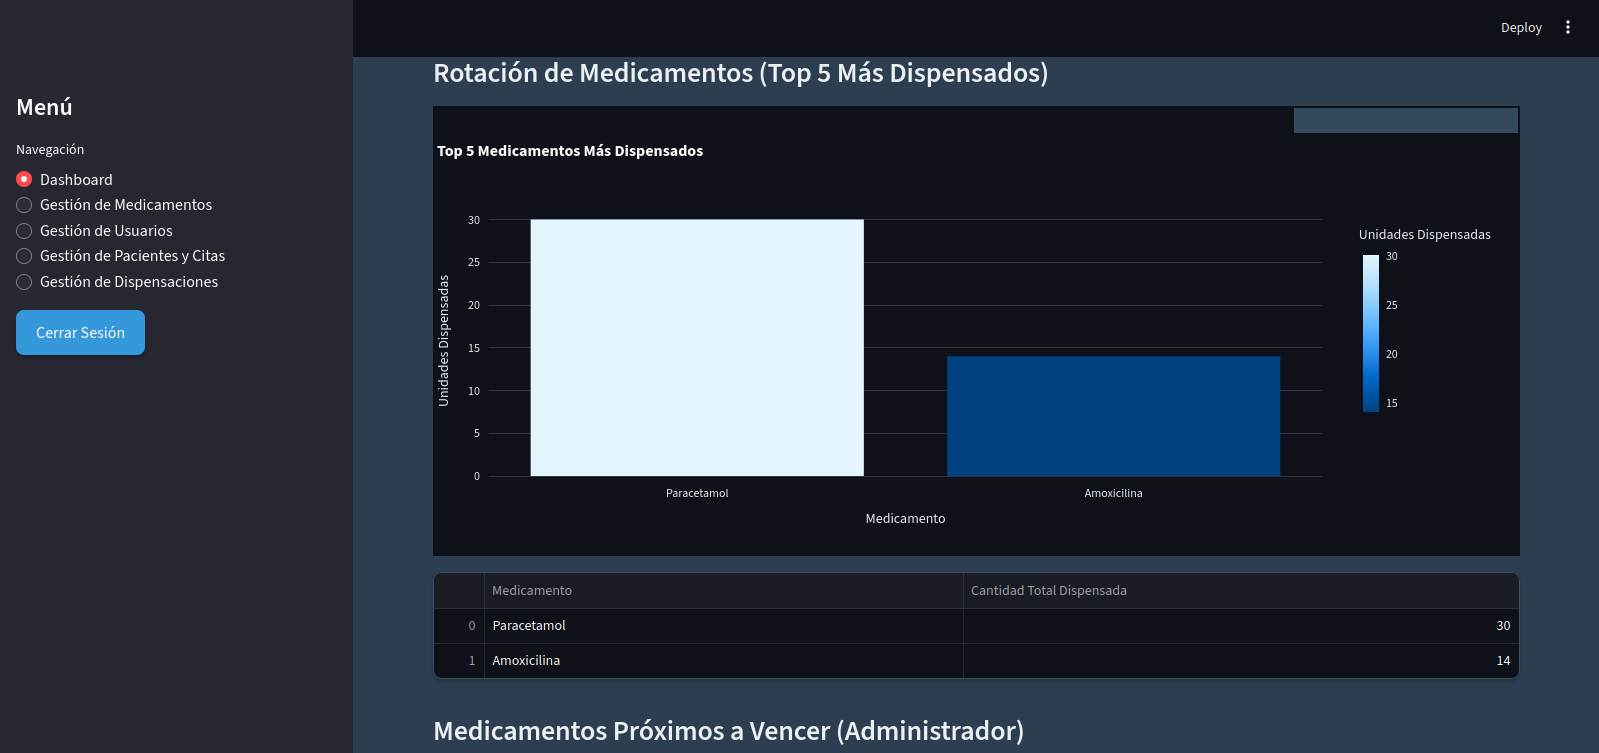 Deploy
Menú
Navegación
Dashboard
Gestión de Medicamentos
Gestión de Usuarios
Gestión de Pacientes y Citas
Gestión de Dispensaciones
Cerrar Sesión
Rotación de Medicamentos (Top 5 Más Dispensados)
Top 5 Medicamentos Más Dispensados
Unidades Dispensadas
30
25
20
15
10
5
0
Paracetamol
Amoxicilina
Medicamento
Unidades Dispensadas
30
25
20
15
Medicamento Cantidad Total Dispensada
0 Paracetamol 30
1 Amoxicilina 14
Medicamentos Próximos a Vencer (Administrador)